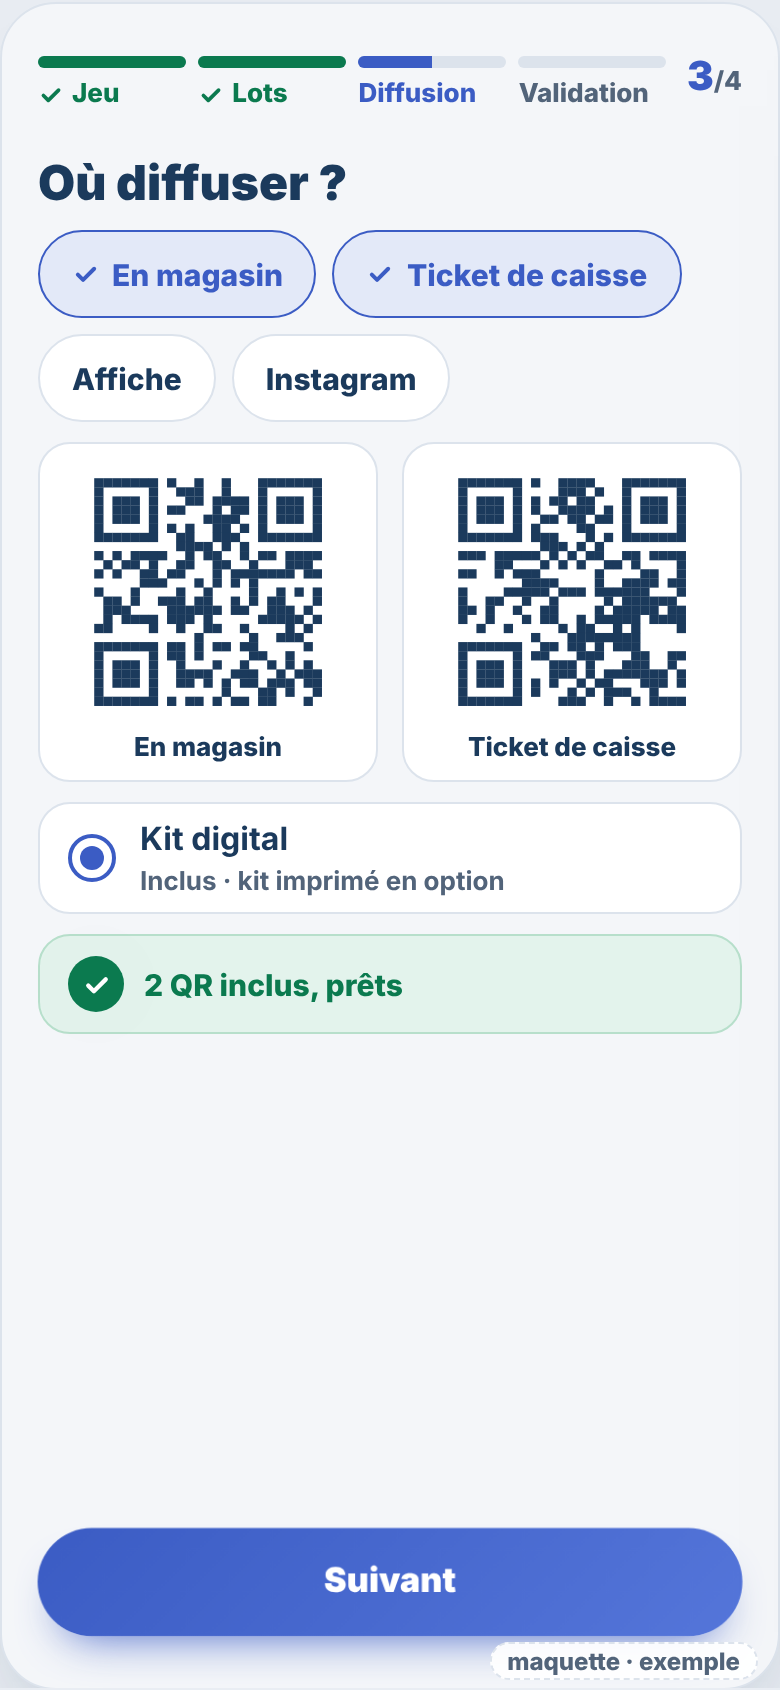 Jeu
Lots
Diffusion
Validation
3/4
Où diffuser ?
En magasin
Ticket de caisse
Affiche
Instagram
En magasin
Ticket de caisse
Kit digital
Inclus · kit imprimé en option
2 QR inclus, prêts
Suivant
maquette · exemple